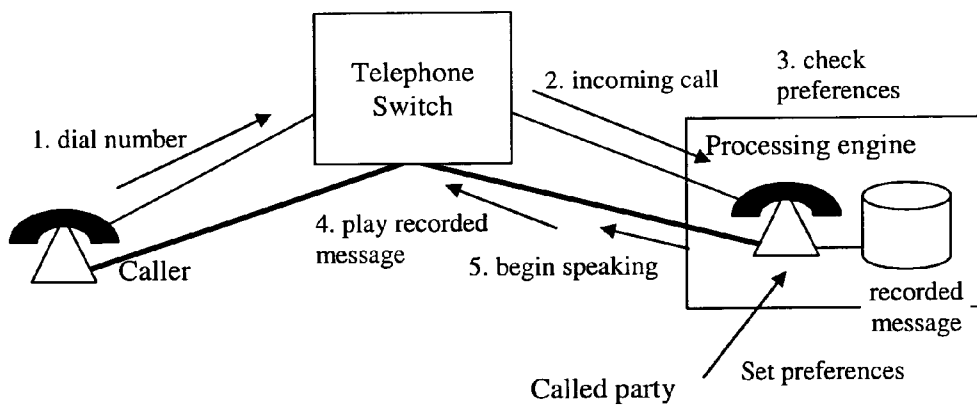 Telephone
Switch
1. dial number
2. incoming call
3. check
preferences
Processing engine
4. play recorded
message
5. begin speaking
Caller
recorded
message
Set preferences
Called party